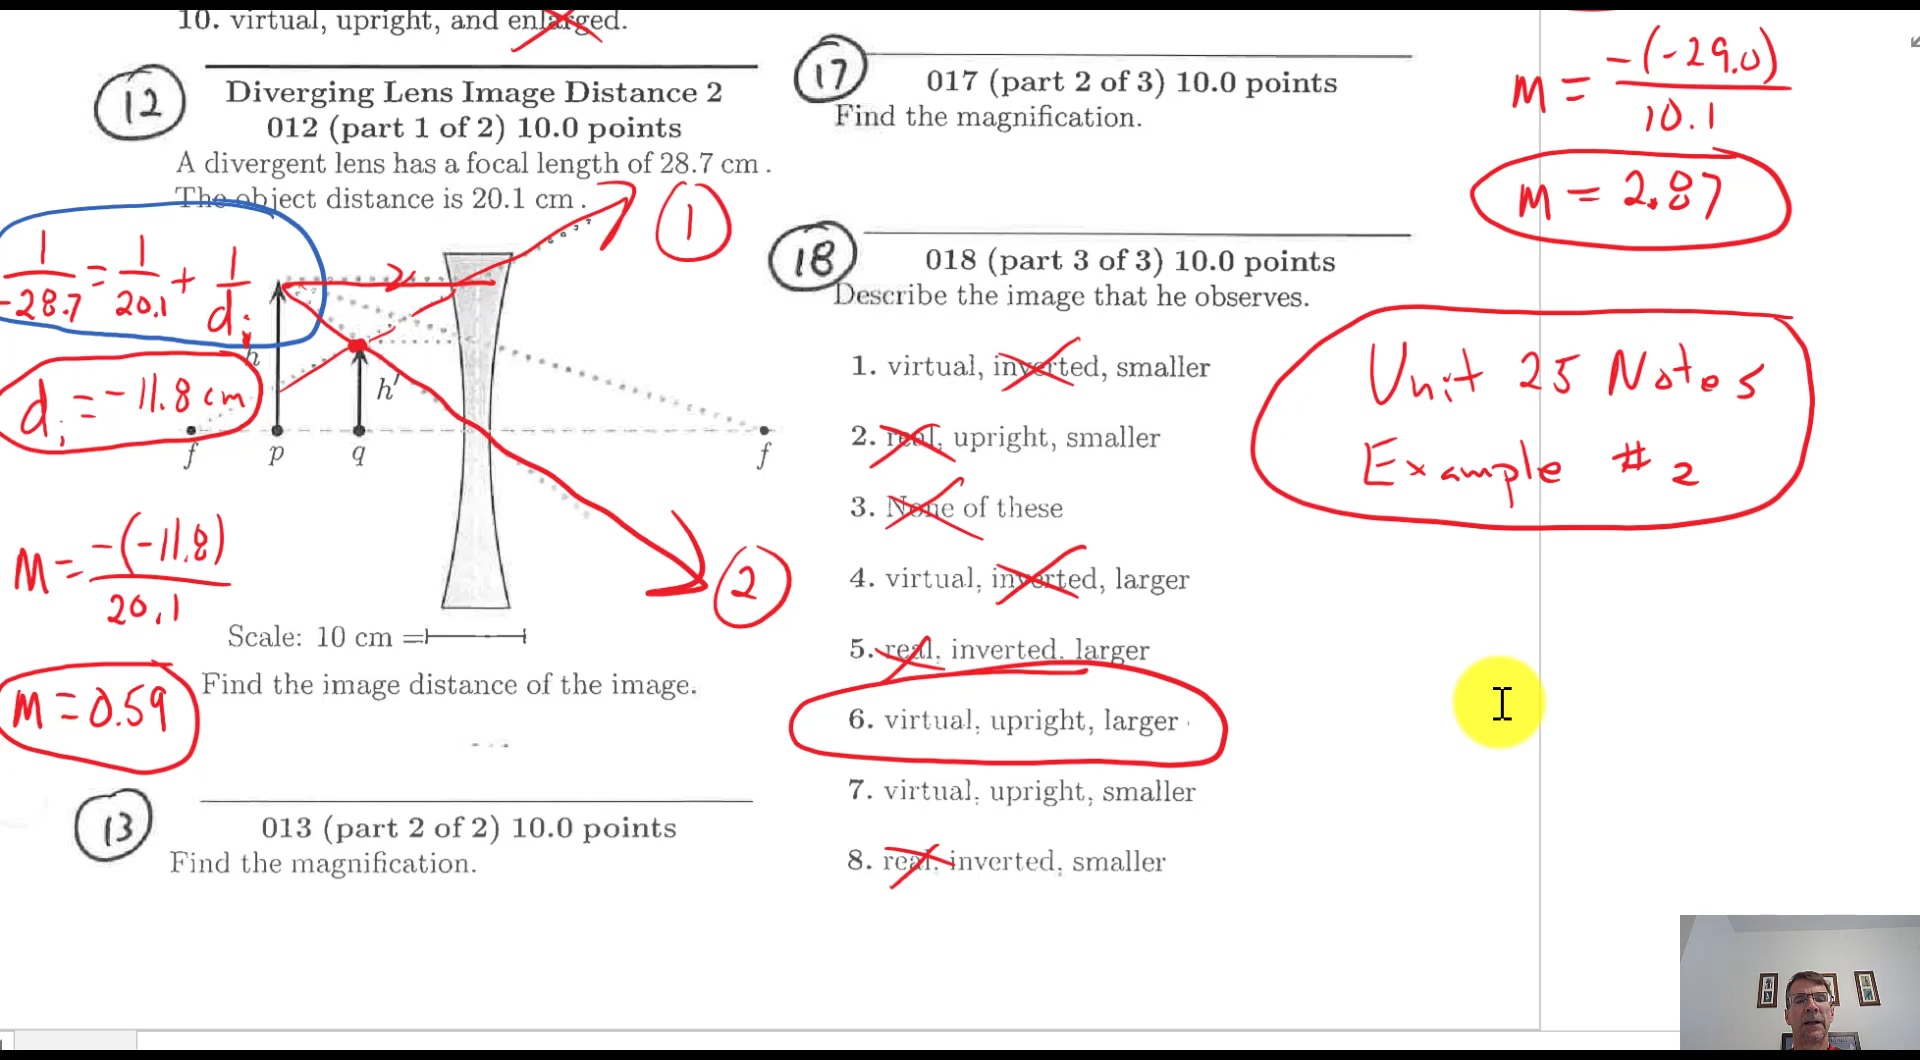 10. virtual, upright, and enlarged.
12
Diverging Lens Image Distance 2
012 (part 1 of 2) 10.0 points
A divergent lens has a focal length of 28.7 cm.
The object distance is 20.1 cm.
1/-28.7 = 1/20.1 + 1/di
di = -11.8 cm
1
h
h′
f p q f
2
M = -(-11.8)/20.1
M = 0.59
Scale: 10 cm =
Find the image distance of the image.
13
013 (part 2 of 2) 10.0 points
Find the magnification.
17
017 (part 2 of 3) 10.0 points
Find the magnification.
18
018 (part 3 of 3) 10.0 points
Describe the image that he observes.
1. virtual, inverted, smaller
2. real, upright, smaller
3. None of these
4. virtual, inverted, larger
5. real, inverted, larger
6. virtual, upright, larger
7. virtual, upright, smaller
8. real, inverted, smaller
M = -(-29.0)/10.1
M = 2.87
Unit 25 Notes
Example # 2